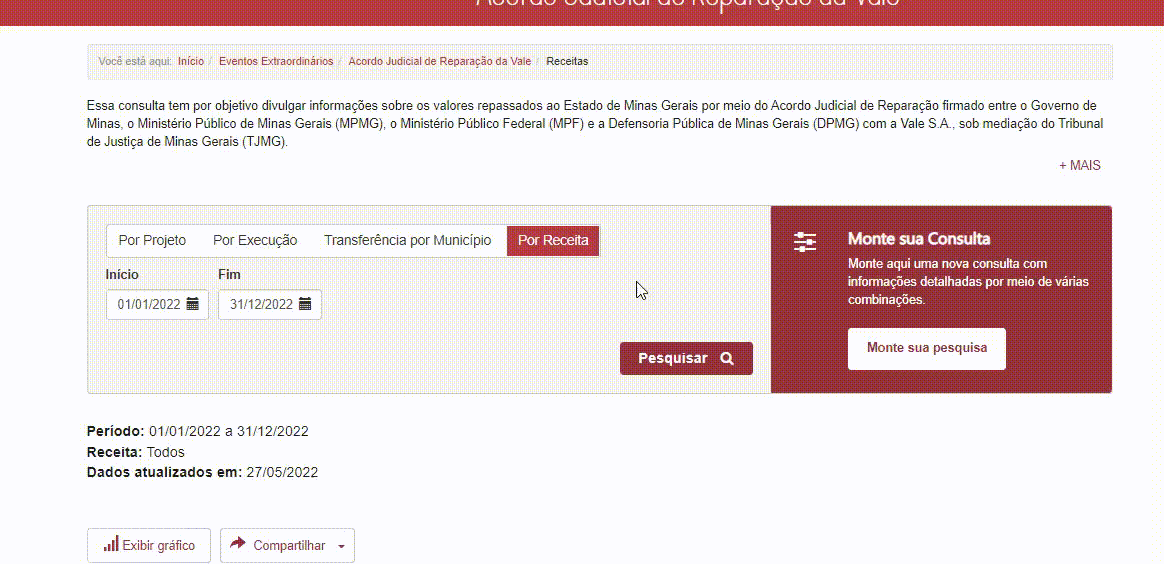 Acordo Judicial de Reparação da Vale
Você está aqui: Início / Eventos Extraordinários / Acordo Judicial de Reparação da Vale / Receitas
Essa consulta tem por objetivo divulgar informações sobre os valores repassados ao Estado de Minas Gerais por meio do Acordo Judicial de Reparação firmado entre o Governo de
Minas, o Ministério Público de Minas Gerais (MPMG), o Ministério Público Federal (MPF) e a Defensoria Pública de Minas Gerais (DPMG) com a Vale S.A., sob mediação do Tribunal
de Justiça de Minas Gerais (TJMG).
+ MAIS
Por Projeto Por Execução Transferência por Município Por Receita
Início Fim
01/01/2022 31/12/2022
Pesquisar
Monte sua Consulta
Monte aqui uma nova consulta com
informações detalhadas por meio de várias
combinações.
Monte sua pesquisa
Período: 01/01/2022 a 31/12/2022
Receita: Todos
Dados atualizados em: 27/05/2022
Exibir gráfico Compartilhar